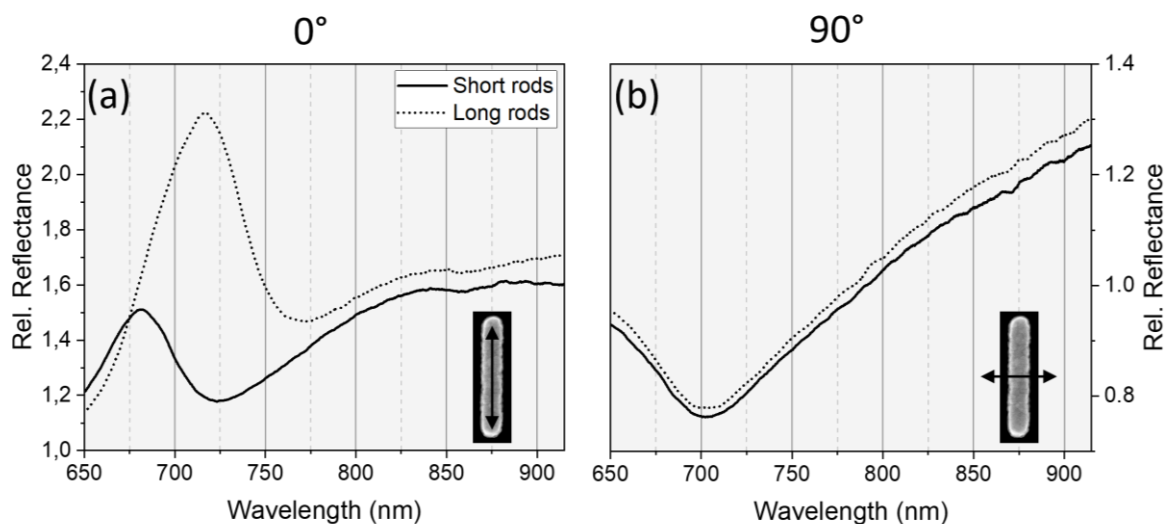 0°
90°
(a)
Short rods
Long rods
2,4
2,2
2,0
1,8
1,6
1,4
1,2
1,0
Rel. Reflectance
650 700 750 800 850 900
Wavelength (nm)
(b)
1.4
1.2
1.0
0.8
Rel. Reflectance
650 700 750 800 850 900
Wavelength (nm)